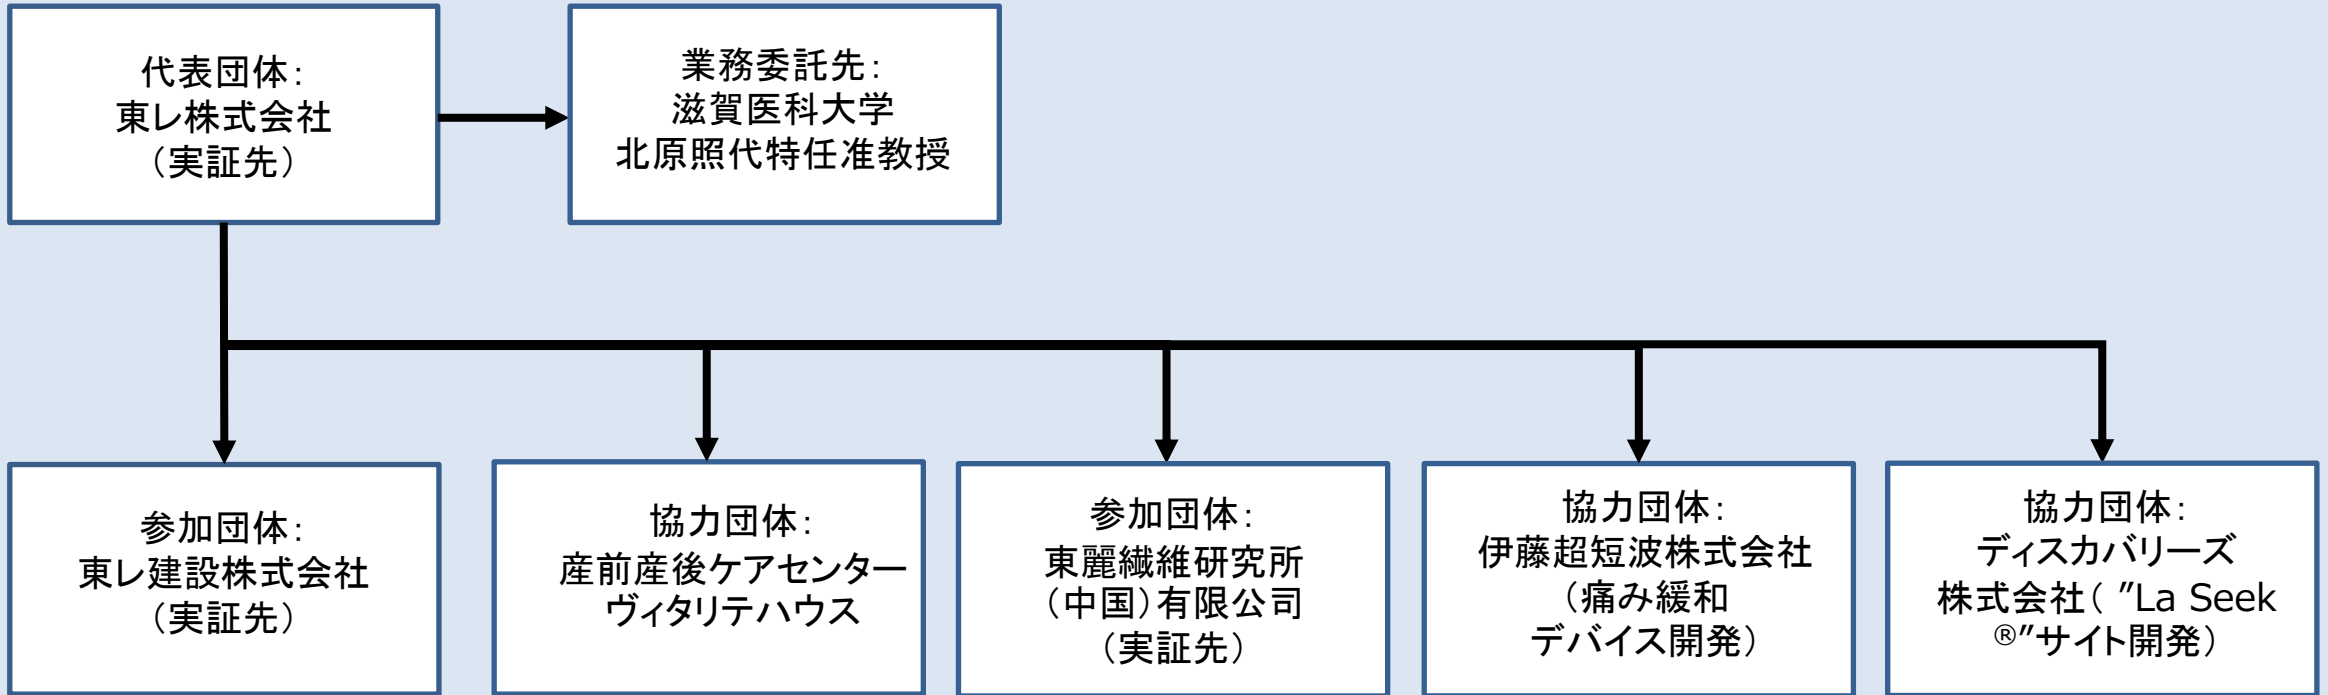 代表団体：
東レ株式会社
（実証先）
業務委託先：
滋賀医科大学
北原照代特任准教授
参加団体：
東レ建設株式会社
（実証先）
協力団体：
産前産後ケアセンター
ヴィタリテハウス
参加団体：
東麗繊維研究所
（中国）有限公司
（実証先）
協力団体：
伊藤超短波株式会社
（痛み緩和
デバイス開発）
協力団体：
ディスカバリーズ
株式会社（ ”La Seek
®”サイト開発）